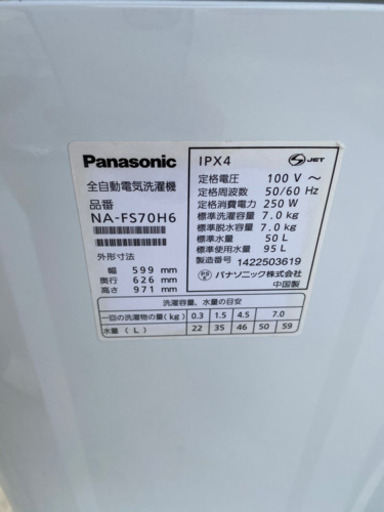 Panasonic
全自動電気洗濯機
品番
NA-FS70H6
外形寸法
幅 599 mm
奥行 626 mm
高さ 971 mm
IPX4
S JET
定格電圧 100 V ～
定格周波数 50/60 Hz
定格消費電力 250 W
標準洗濯容量 7.0 kg
標準脱水容量 7.0 kg
標準水量 50 L
標準使用水量 95 L
製造番号 1422503619
パナソニック株式会社
中国製
洗濯容量、水量の目安
一回の洗濯物の量(kg) 0.3 1.5 4.5 7.0
水量 (L) 22 35 46 50 59